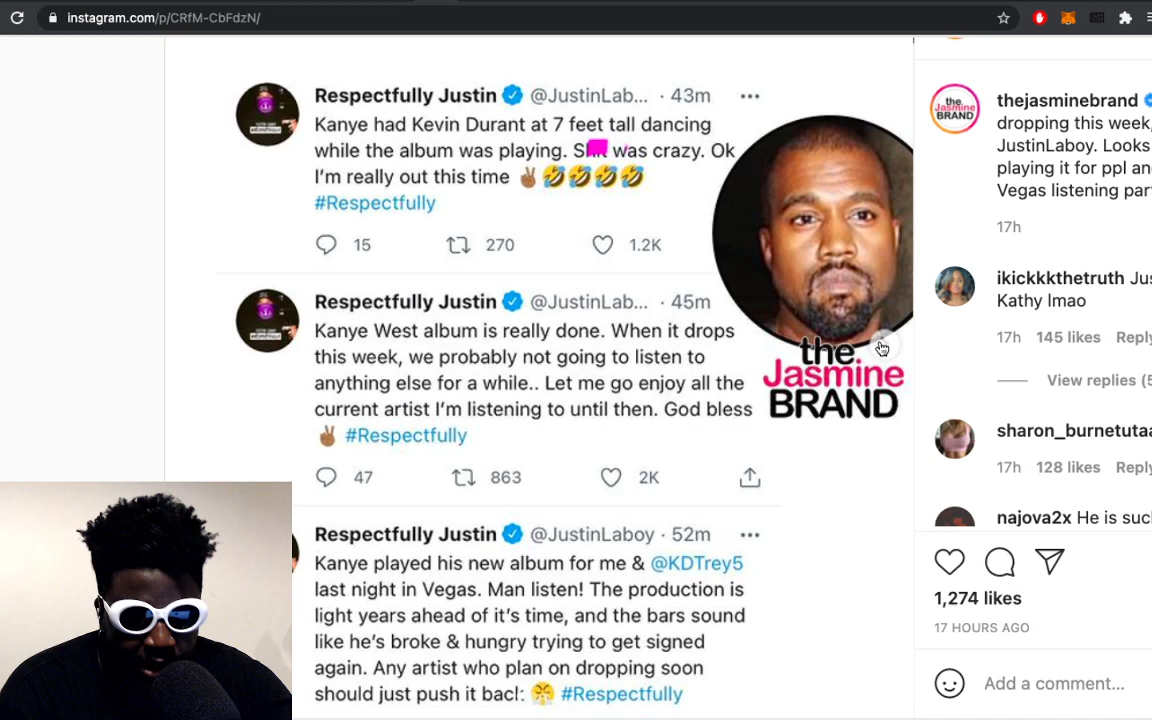 instagram.com/p/CRfM-CbFdzN/
Respectfully Justin @JustinLab... · 43m
Kanye had Kevin Durant at 7 feet tall dancing
while the album was playing. was crazy. Ok
I'm really out this time ✌🏾🤣🤣🤣🤣
#Respectfully
15 270 1.2K
Respectfully Justin @JustinLab... · 45m
Kanye West album is really done. When it drops
this week, we probably not going to listen to
anything else for a while.. Let me go enjoy all the
current artist I'm listening to until then. God bless
✌🏾 #Respectfully
47 863 2K
Respectfully Justin @JustinLaboy · 52m
Kanye played his new album for me & @KDTrey5
last night in Vegas. Man listen! The production is
light years ahead of it's time, and the bars sound
like he's broke & hungry trying to get signed
again. Any artist who plan on dropping soon
should just push it 😤 #Respectfully
the
Jasmine
BRAND
the
Jasmine
BRAND
thejasminebrand
dropping this week,
JustinLaboy. Looks
playing it for ppl an
Vegas listening par
17h
ikickkkthetruth Jus
Kathy lmao
17h 145 likes Reply
View replies (5
sharon_burnetuta
17h 128 likes Reply
najova2x He is suc
1,274 likes
17 HOURS AGO
Add a comment...